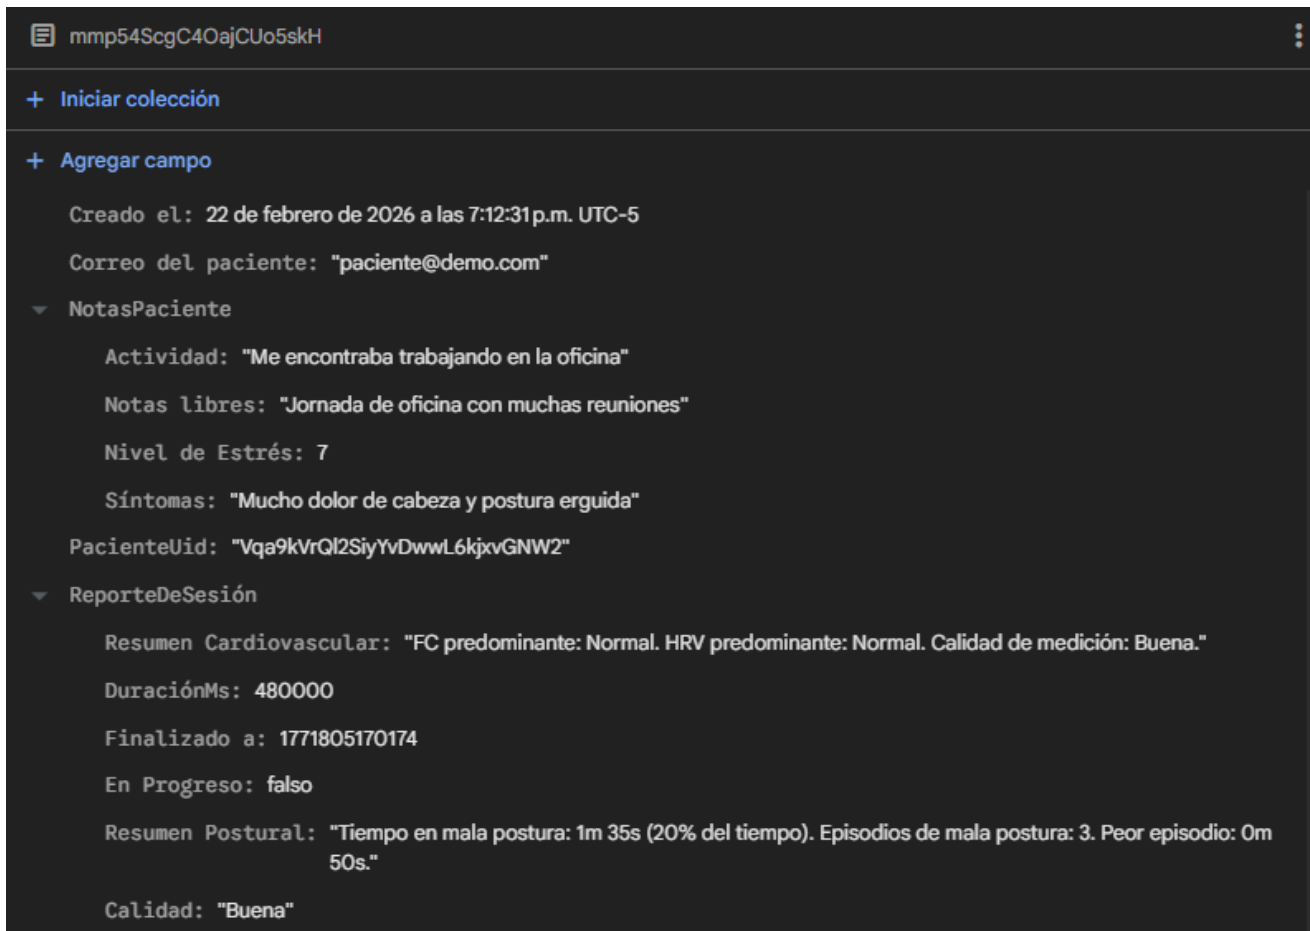 mmp54ScgC4OajCUo5skH
+ Iniciar colección
+ Agregar campo
Creado el: 22 de febrero de 2026 a las 7:12:31 p.m. UTC-5
Correo del paciente: "paciente@demo.com"
NotasPaciente
Actividad: "Me encontraba trabajando en la oficina"
Notas libres: "Jornada de oficina con muchas reuniones"
Nivel de Estrés: 7
Síntomas: "Mucho dolor de cabeza y postura erguida"
PacienteUid: "Vqa9kVrQl2SiyYvDwwL6kjxvGNW2"
ReporteDeSesión
Resumen Cardiovascular: "FC predominante: Normal. HRV predominante: Normal. Calidad de medición: Buena."
DuraciónMs: 480000
Finalizado a: 1771805170174
En Progreso: falso
Resumen Postural: "Tiempo en mala postura: 1m 35s (20% del tiempo). Episodios de mala postura: 3. Peor episodio: 0m
50s."
Calidad: "Buena"